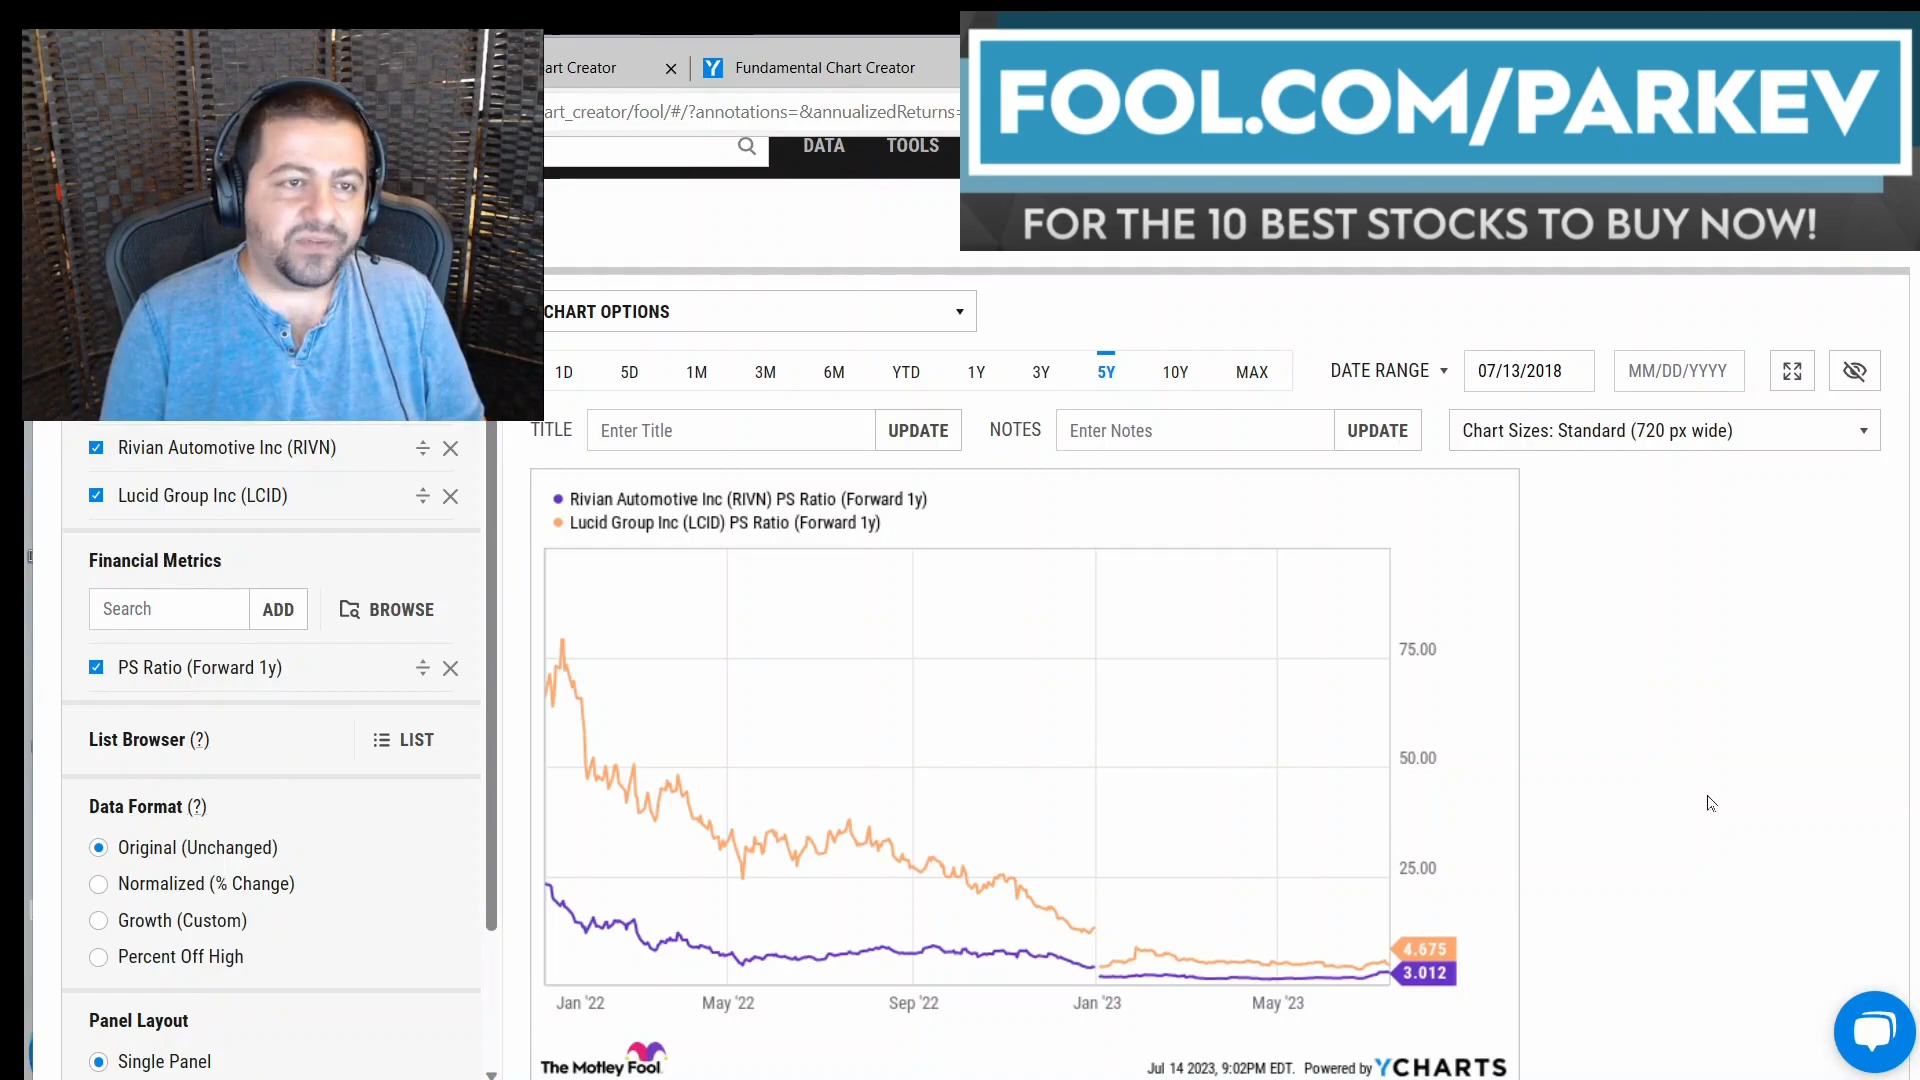 art Creator
Fundamental Chart Creator
art_creator/fool/#/?annotations=&annualizedReturns=
DATA
TOOLS
FOOL.COM/PARKEV
FOR THE 10 BEST STOCKS TO BUY NOW!
CHART OPTIONS
1D 5D 1M 3M 6M YTD 1Y 3Y 5Y 10Y MAX
DATE RANGE
07/13/2018
MM/DD/YYYY
TITLE
Enter Title
UPDATE
NOTES
Enter Notes
UPDATE
Chart Sizes: Standard (720 px wide)
Rivian Automotive Inc (RIVN)
Lucid Group Inc (LCID)
Financial Metrics
Search
ADD
BROWSE
PS Ratio (Forward 1y)
List Browser (?)
LIST
Data Format (?)
Original (Unchanged)
Normalized (% Change)
Growth (Custom)
Percent Off High
Panel Layout
Single Panel
Rivian Automotive Inc (RIVN) PS Ratio (Forward 1y)
Lucid Group Inc (LCID) PS Ratio (Forward 1y)
75.00
50.00
25.00
4.675
3.012
Jan '22 May '22 Sep '22 Jan '23 May '23
The Motley Fool
Jul 14 2023, 9:02PM EDT. Powered by YCHARTS